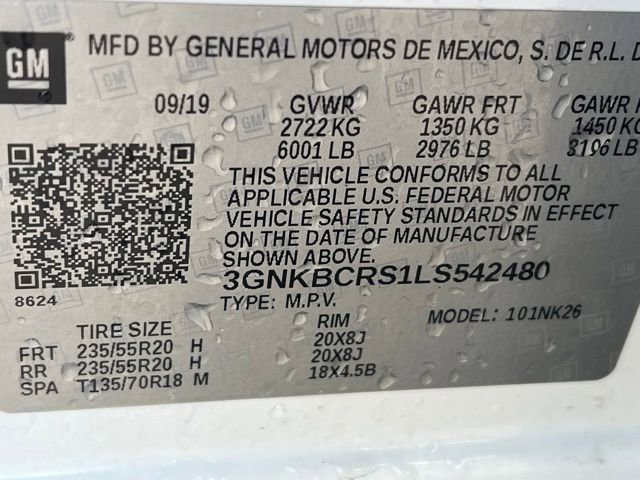 GM
MFD BY GENERAL MOTORS DE MEXICO, S. DE R.L. D
09/19 GVWR GAWR FRT GAWR
2722 KG 1350 KG 1450 KG
6001 LB 2976 LB 3196 LB
THIS VEHICLE CONFORMS TO ALL
APPLICABLE U.S. FEDERAL MOTOR
VEHICLE SAFETY STANDARDS IN EFFECT
ON THE DATE OF MANUFACTURE
SHOWN ABOVE.
3GNKBCRS1LS542480
8624 TYPE: M.P.V. MODEL: 101NK26
TIRE SIZE RIM
FRT 235/55R20 H 20X8J
RR 235/55R20 H 20X8J
SPA T135/70R18 M 18X4.5B